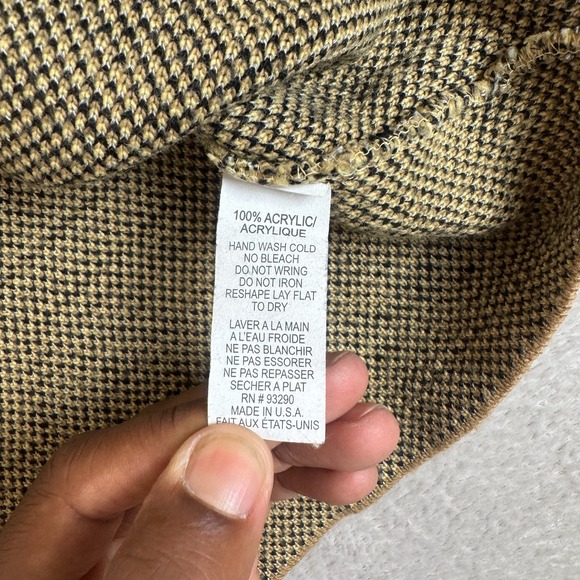 100% ACRYLIC/
ACRYLIQUE
HAND WASH COLD
NO BLEACH
DO NOT WRING
DO NOT IRON
RESHAPE LAY FLAT
TO DRY
LAVER A LA MAIN
A L'EAU FROIDE
NE PAS BLANCHIR
NE PAS ESSORER
NE PAS REPASSER
SECHER A PLAT
RN # 93290
MADE IN U.S.A.
FAIT AUX ÉTATS-UNIS